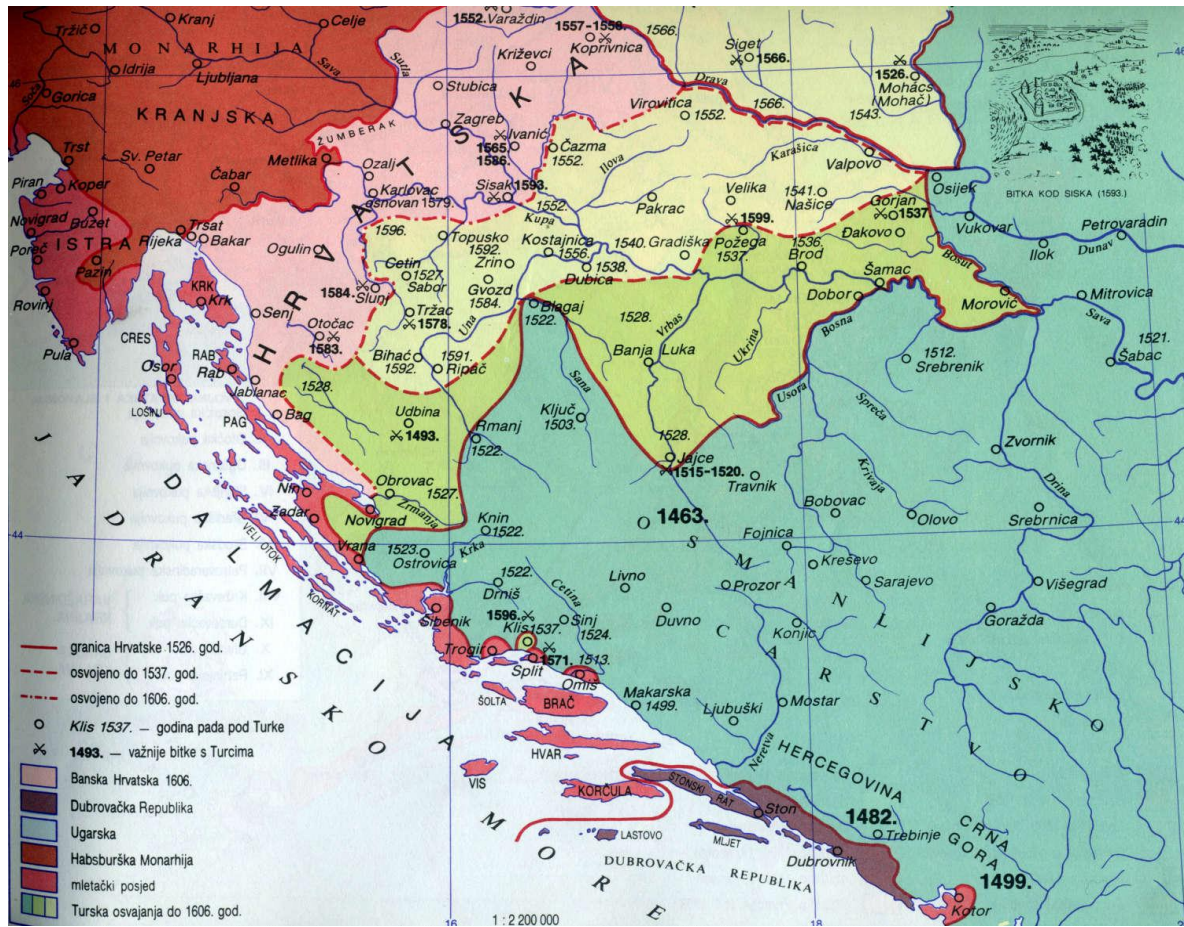 Tržič
Kranj
Celje
1552.
Varaždin
1557-1558.
Koprivnica
1566.
Siget
1566.
1526.
Mohács
(Mohač)
46
MONARHIJA
Idrija
Ljubljana
Sava
Sutla
Križevci
Stubica
Drava
1566.
1543.
Soča
Gorica
KRANJSKA
Zagreb
Virovitica
1552.
ŽUMBERAK
Ivanić
1565.
1586.
Čazma
1552.
Ilova
Karašica
Valpovo
Trst
Sv. Petar
Metlika
Ozalj
Piran
Kopar
Čabar
Karlovac
osnovan 1579.
Sisak
1593.
1552.
Pakrac
Velika
1599.
1541.
Našice
Gorjan
1537
Osijek
BITKA KOD SISKA (1593.)
Novigrad
Buzet
Kupa
Vukovar
Petrovaradin
Poreč
ISTRA
Rijeka
Trsat
Bakar
Ogulin
1596.
Topusko
1592.
Kostajnica
1556.
1540.
Gradiška
Požega
1537.
1536.
Brod
Đakovo
Ilok
Dunav
Pazin
Cetin
1527.
Sabor
Zrin
1538.
Dubica
Bosut
Rovinj
KRK
Krk
1584.
Slunj
Gvozd
1584.
Šamac
Dobor
Morović
Mitrovica
Senj
Tržac
1578.
Blagaj
1522.
1528.
Vrbas
Bosna
Sava
CRES
Otočac
1583.
Una
Ukrina
1521.
Šabac
Pula
RAB
Rab
HRVATSKA
Bihać
1592.
1591.
Ripač
Banja Luka
1512.
Srebrenik
Osor
Jablanac
1528.
Sana
Usora
LOŠINJ
PAG
Bag
Udbina
1493.
Ključ
1503.
Spreča
Rmanj
1522.
1528.
Jajce
1515-1520.
Zvornik
Travnik
Krivaja
Drina
Nin
Obrovac
1527.
Bobovac
Olovo
Srebrnica
Zadar
Novigrad
Zrmanja
Knin
1522.
1463.
Fojnica
44
VELI OTOK
Vrana
1523.
Ostrovica
Krka
Kreševo
KORNAT
1522.
Drniš
Livno
Prozor
Sarajevo
Višegrad
Cetina
1596.
Duvno
Goražda
Šibenik
Klis
1537.
Sinj
1524.
Konjic
granica Hrvatske 1526. god.
Trogir
1571.
1513.
Split
Omiš
osvojeno do 1537. god.
Makarska
1499.
Mostar
osvojeno do 1606. god.
ŠOLTA
BRAČ
Ljubuški
Klis 1537. — godina pada pod Turke
HVAR
Neretva
HERCEGOVINA
1493. — važnije bitke s Turcima
OSMANLIJSKO
CARSTVO
Banska Hrvatska 1606.
VIS
KORČULA
STONSKI RAT
Dubrovačka Republika
Ston
1482.
CRNA
GORA
Ugarska
LASTOVO
MLJET
Trebinje
Habsburška Monarhija
DUBROVAČKA REPUBLIKA
Dubrovnik
mletački posjed
1499.
Kotor
Turska osvajanja do 1606. god.
DALMACIJA
JADRANSKO MORE
16
1 : 2 200 000
18